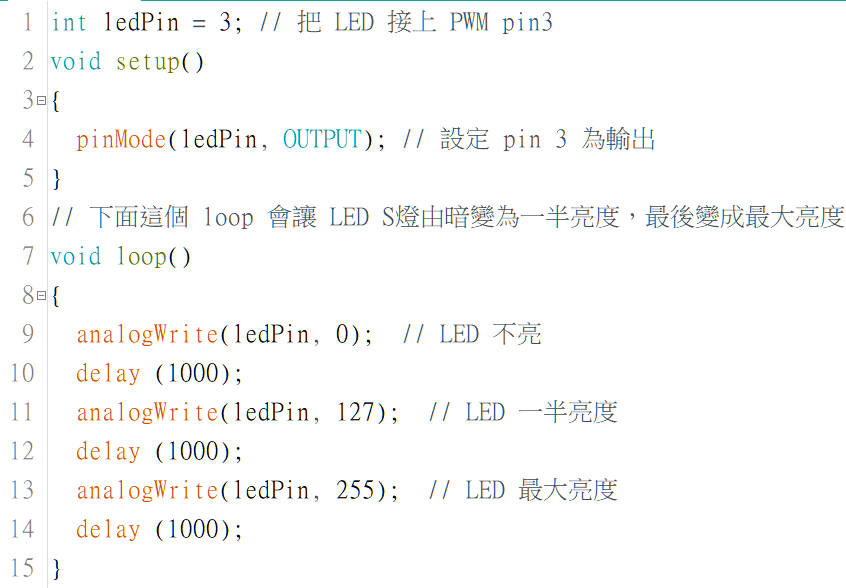 1 int ledPin = 3; // 把 LED 接上 PWM pin3
2 void setup()
3 {
4   pinMode(ledPin, OUTPUT); // 設定 pin 3 為輸出
5 }
6 // 下面這個 loop 會讓 LED S燈由暗變為一半亮度，最後變成最大亮度
7 void loop()
8 {
9   analogWrite(ledPin, 0);  // LED 不亮
10   delay (1000);
11   analogWrite(ledPin, 127);  // LED 一半亮度
12   delay (1000);
13   analogWrite(ledPin, 255);  // LED 最大亮度
14   delay (1000);
15 }